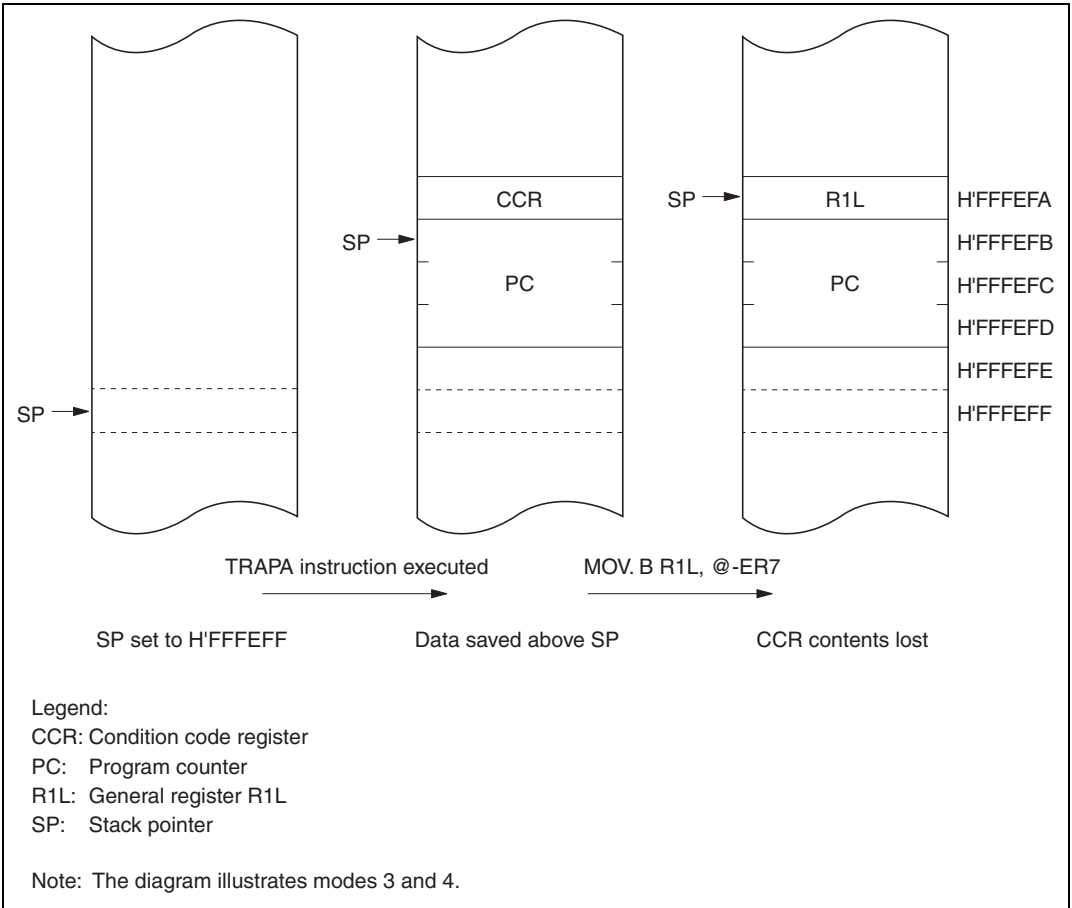 CCR
SP
R1L
H'FFFEFA
SP
H'FFFEFB
PC
PC
H'FFFEFC
H'FFFEFD
H'FFFEFE
SP
H'FFFEFF
TRAPA instruction executed
MOV. B R1L, @-ER7
SP set to H'FFFEFF
Data saved above SP
CCR contents lost
Legend:
CCR: Condition code register
PC: Program counter
R1L: General register R1L
SP: Stack pointer
Note: The diagram illustrates modes 3 and 4.